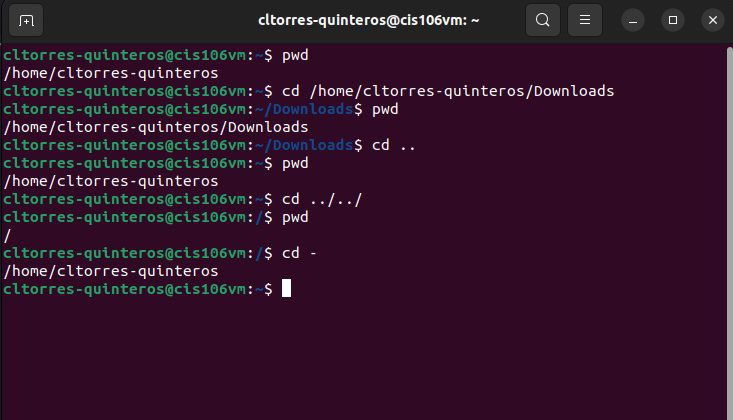 cltorres-quinteros@cis106vm: ~
cltorres-quinteros@cis106vm:~$ pwd
/home/cltorres-quinteros
cltorres-quinteros@cis106vm:~$ cd /home/cltorres-quinteros/Downloads
cltorres-quinteros@cis106vm:~/Downloads$ pwd
/home/cltorres-quinteros/Downloads
cltorres-quinteros@cis106vm:~/Downloads$ cd ..
cltorres-quinteros@cis106vm:~$ pwd
/home/cltorres-quinteros
cltorres-quinteros@cis106vm:~$ cd ../../
cltorres-quinteros@cis106vm:/$ pwd
/
cltorres-quinteros@cis106vm:/$ cd -
/home/cltorres-quinteros
cltorres-quinteros@cis106vm:~$